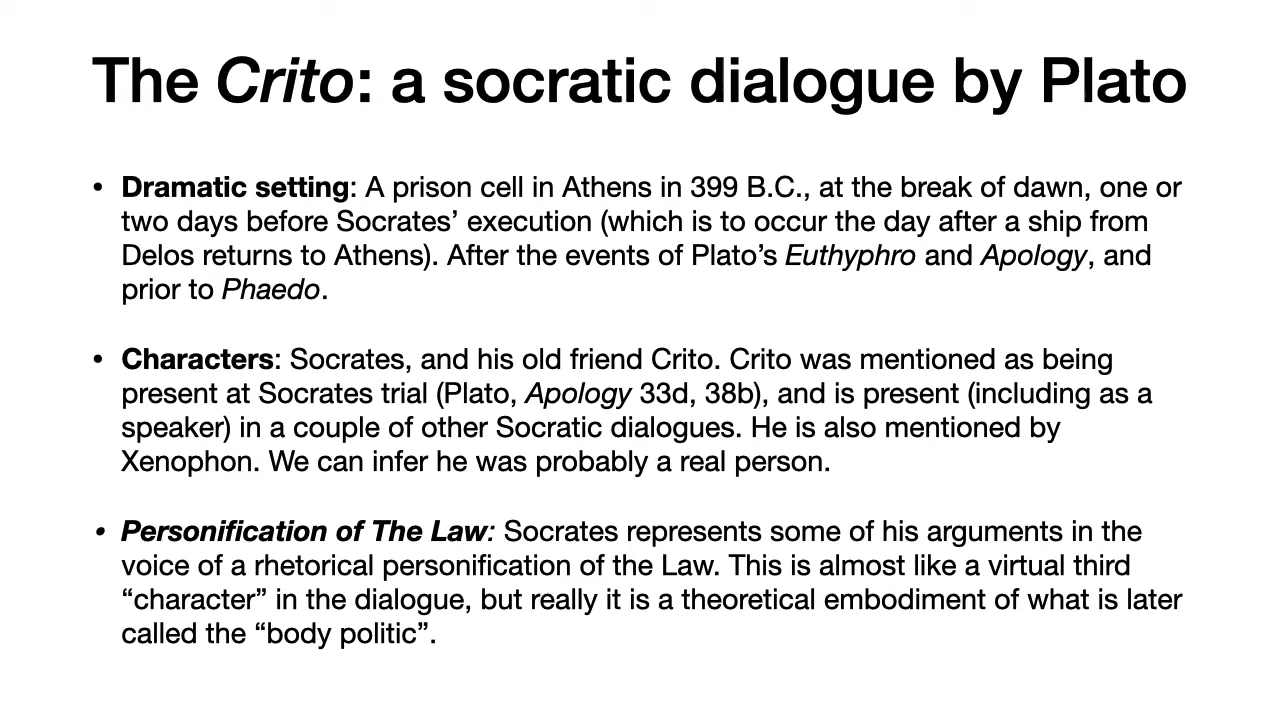 The Crito: a socratic dialogue by Plato
• Dramatic setting: A prison cell in Athens in 399 B.C., at the break of dawn, one or
two days before Socrates’ execution (which is to occur the day after a ship from
Delos returns to Athens). After the events of Plato’s Euthyphro and Apology, and
prior to Phaedo.
• Characters: Socrates, and his old friend Crito. Crito was mentioned as being
present at Socrates trial (Plato, Apology 33d, 38b), and is present (including as a
speaker) in a couple of other Socratic dialogues. He is also mentioned by
Xenophon. We can infer he was probably a real person.
• Personification of The Law: Socrates represents some of his arguments in the
voice of a rhetorical personification of the Law. This is almost like a virtual third
“character” in the dialogue, but really it is a theoretical embodiment of what is later
called the “body politic”.